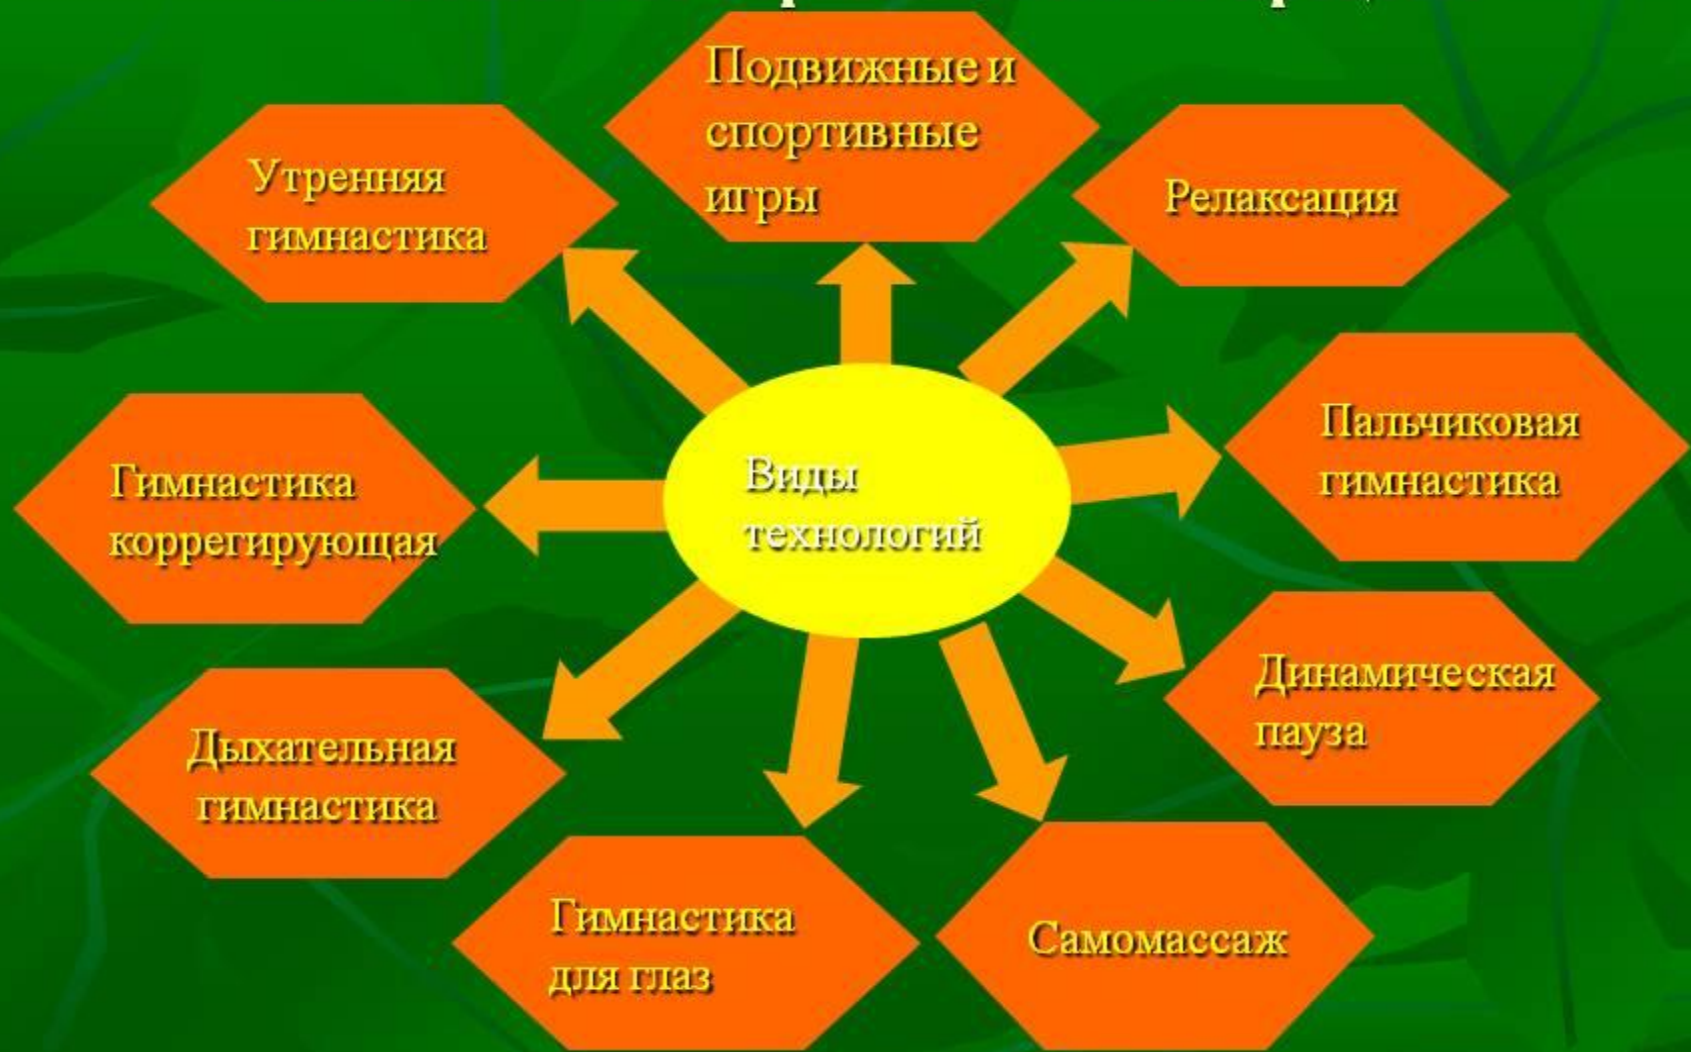 Подвижные и
спортивные
игры
Утренняя
гимнастика
Релаксация
Пальчиковая
гимнастика
Гимнастика
коррегирующая
Виды
технологий
Динамическая
пауза
Дыхательная
гимнастика
Гимнастика
для глаз
Самомассаж